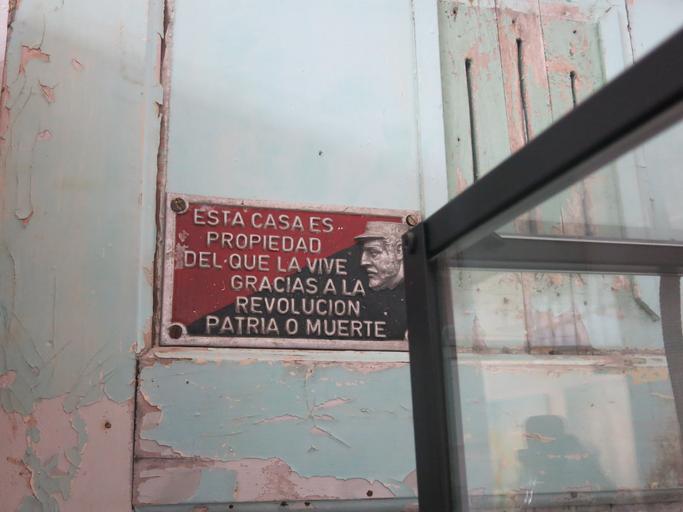 ESTA CASA ES
PROPIEDAD
DEL QUE LA VIVE
GRACIAS A LA
REVOLUCION
PATRIA O MUERTE